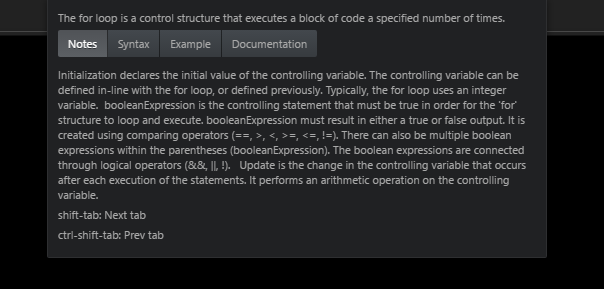 The for loop is a control structure that executes a block of code a specified number of times.
Notes Syntax Example Documentation
Initialization declares the initial value of the controlling variable. The controlling variable can be
defined in-line with the for loop, or defined previously. Typically, the for loop uses an integer
variable.  booleanExpression is the controlling statement that must be true in order for the 'for'
structure to loop and execute. booleanExpression must result in either a true or false output. It is
created using comparing operators (==, >, <, >=, <=, !=). There can also be multiple boolean
expressions within the parentheses (booleanExpression). The boolean expressions are connected
through logical operators (&&, ||, !).   Update is the change in the controlling variable that occurs
after each execution of the statements. It performs an arithmetic operation on the controlling
variable.
shift-tab: Next tab
ctrl-shift-tab: Prev tab